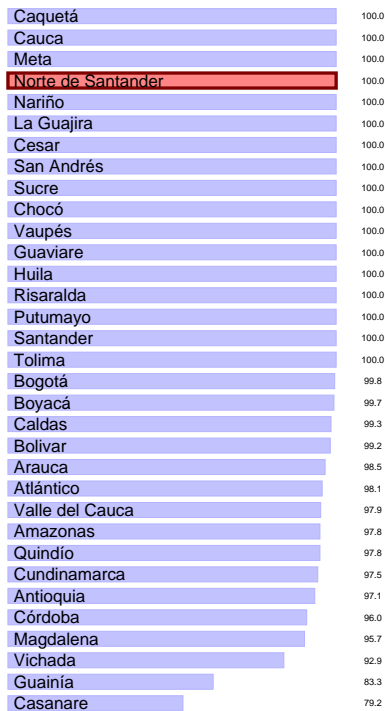 Caquetá 100.0
Cauca 100.0
Meta 100.0
Norte de Santander 100.0
Nariño 100.0
La Guajira 100.0
Cesar 100.0
San Andrés 100.0
Sucre 100.0
Chocó 100.0
Vaupés 100.0
Guaviare 100.0
Huila 100.0
Risaralda 100.0
Putumayo 100.0
Santander 100.0
Tolima 100.0
Bogotá 99.8
Boyacá 99.7
Caldas 99.3
Bolivar 99.2
Arauca 98.5
Atlántico 98.1
Valle del Cauca 97.9
Amazonas 97.8
Quindío 97.8
Cundinamarca 97.5
Antioquia 97.1
Córdoba 96.0
Magdalena 95.7
Vichada 92.9
Guainía 83.3
Casanare 79.2